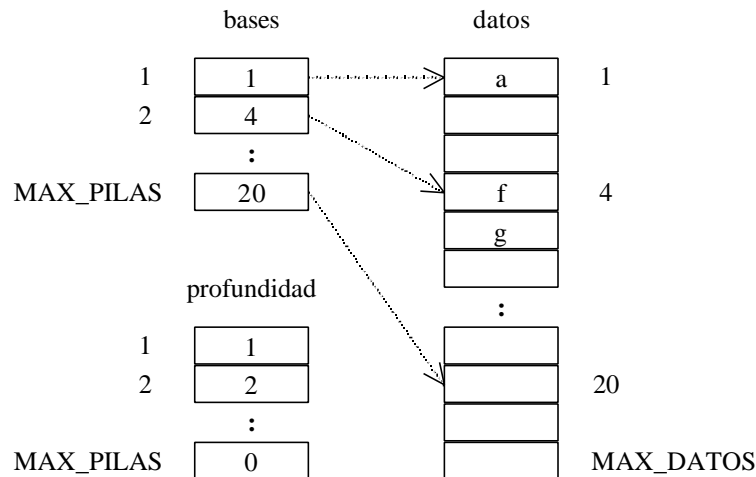 bases datos
1 1 a 1
2 4
:
MAX_PILAS 20 f 4
g
profundidad
:
1 1
2 2 20
:
MAX_PILAS 0 MAX_DATOS